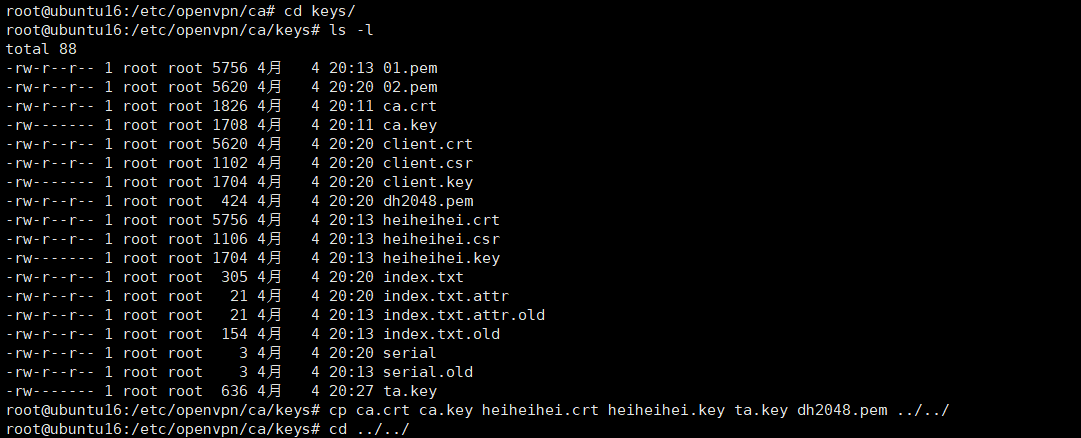 root@ubuntu16:/etc/openvpn/ca# cd keys/
root@ubuntu16:/etc/openvpn/ca/keys# ls -l
total 88
-rw-r--r-- 1 root root 5756 4月   4 20:13 01.pem
-rw-r--r-- 1 root root 5620 4月   4 20:20 02.pem
-rw-r--r-- 1 root root 1826 4月   4 20:11 ca.crt
-rw------- 1 root root 1708 4月   4 20:11 ca.key
-rw-r--r-- 1 root root 5620 4月   4 20:20 client.crt
-rw-r--r-- 1 root root 1102 4月   4 20:20 client.csr
-rw------- 1 root root 1704 4月   4 20:20 client.key
-rw-r--r-- 1 root root  424 4月   4 20:20 dh2048.pem
-rw-r--r-- 1 root root 5756 4月   4 20:13 heiheihei.crt
-rw-r--r-- 1 root root 1106 4月   4 20:13 heiheihei.csr
-rw------- 1 root root 1704 4月   4 20:13 heiheihei.key
-rw-r--r-- 1 root root  305 4月   4 20:20 index.txt
-rw-r--r-- 1 root root   21 4月   4 20:20 index.txt.attr
-rw-r--r-- 1 root root   21 4月   4 20:13 index.txt.attr.old
-rw-r--r-- 1 root root  154 4月   4 20:13 index.txt.old
-rw-r--r-- 1 root root    3 4月   4 20:20 serial
-rw-r--r-- 1 root root    3 4月   4 20:13 serial.old
-rw------- 1 root root  636 4月   4 20:27 ta.key
root@ubuntu16:/etc/openvpn/ca/keys# cp ca.crt ca.key heiheihei.crt heiheihei.key ta.key dh2048.pem ../../
root@ubuntu16:/etc/openvpn/ca/keys# cd ../../